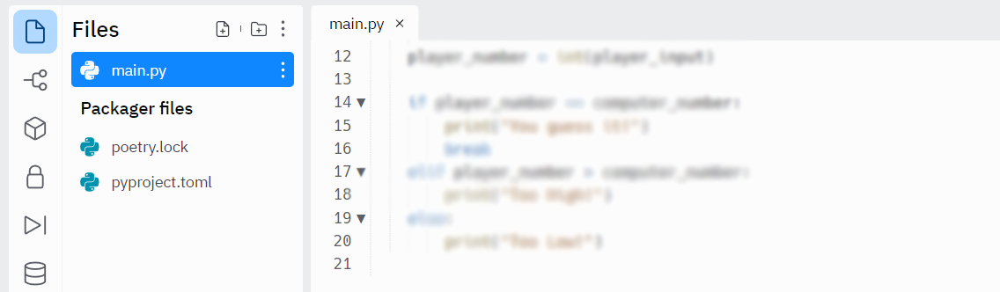 Files
main.py
Packager files
poetry.lock
pyproject.toml
main.py ×
12 player_number = int(player_input)
13
14 if player_number == computer_number:
15 print("You guess it!")
16 break
17 elif player_number > computer_number:
18 print("Too High!")
19 else:
20 print("Too Low!")
21